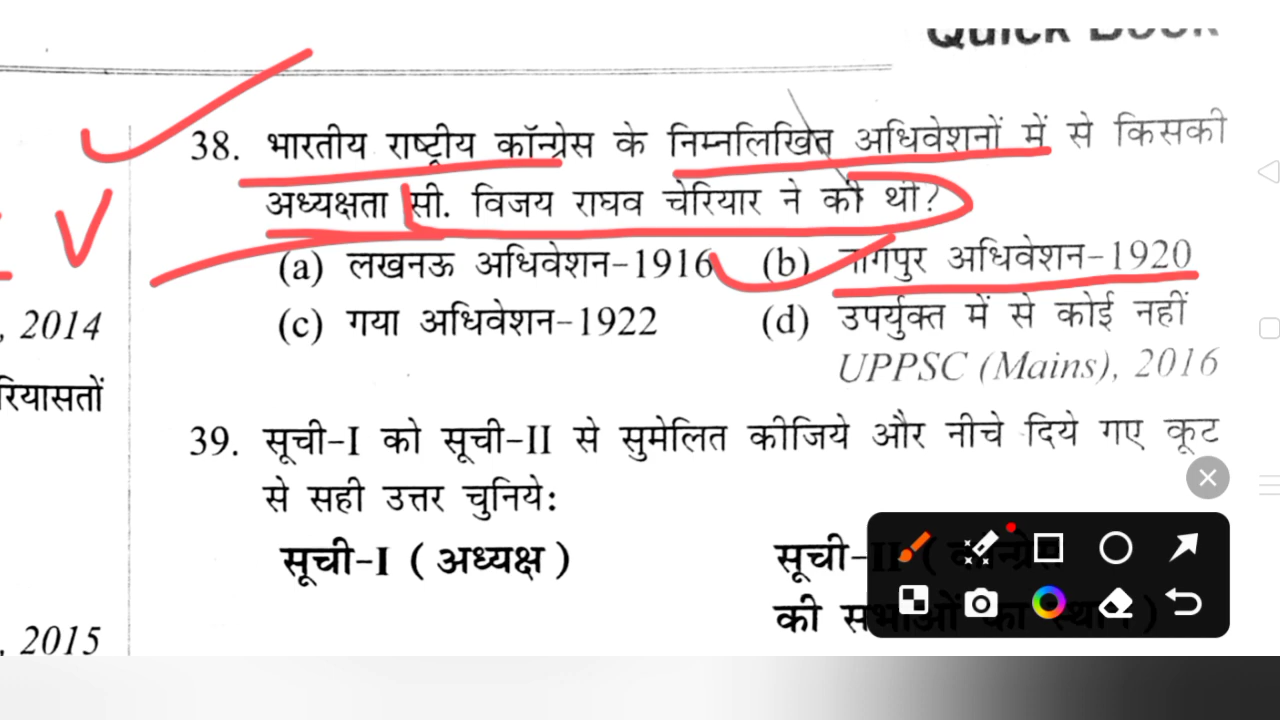 Quick Book
38. भारतीय राष्ट्रीय कॉन्ग्रेस के निम्नलिखित अधिवेशनों में से किसकी
अध्यक्षता सी. विजय राघव चेरियार ने की थी?
(a) लखनऊ अधिवेशन-1916 (b) नागपुर अधिवेशन-1920
(c) गया अधिवेशन-1922 (d) उपर्युक्त में से कोई नहीं
, 2014
UPPSC (Mains), 2016
रियासतों
39. सूची-I को सूची-II से सुमेलित कीजिये और नीचे दिये गए कूट
से सही उत्तर चुनिये:
सूची-I (अध्यक्ष) सूची-II (कॉन्ग्रेस
की सभाओं का स्थान)
, 2015